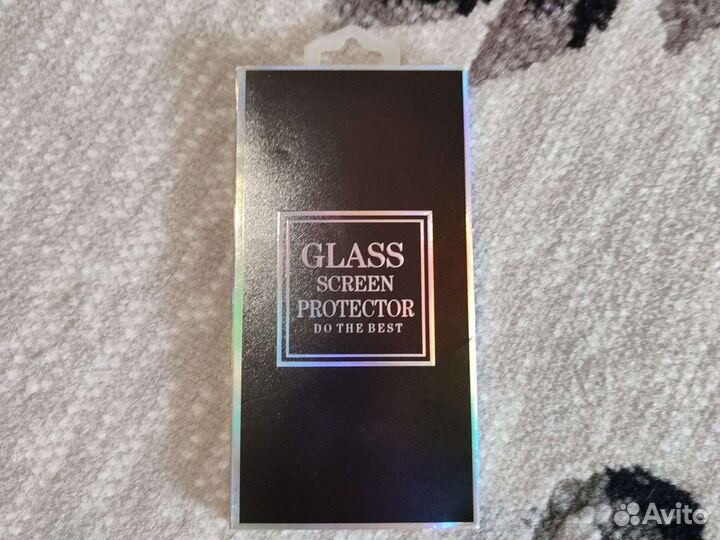 GLASS
SCREEN
PROTECTOR
DO THE BEST
Avito